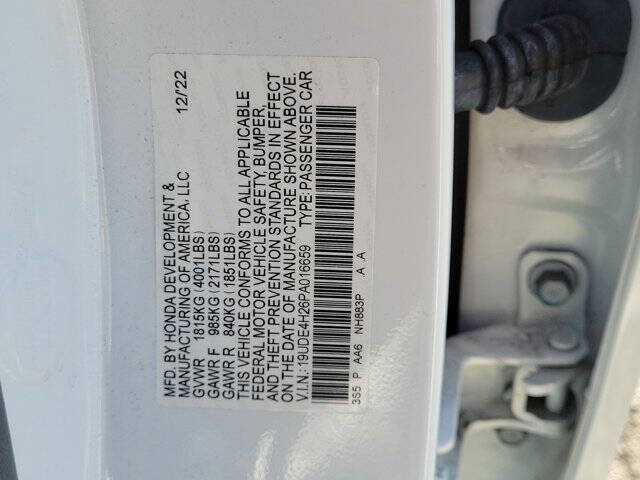 MFD. BY HONDA DEVELOPMENT &
MANUFACTURING OF AMERICA, LLC 12/'22
GVWR 1815KG (4001LBS)
GAWR F 985KG (2171LBS)
GAWR R 840KG (1851LBS)
THIS VEHICLE CONFORMS TO ALL APPLICABLE
FEDERAL MOTOR VEHICLE SAFETY, BUMPER,
AND THEFT PREVENTION STANDARDS IN EFFECT
ON THE DATE OF MANUFACTURE SHOWN ABOVE.
V.I.N.: 19UDE4H26PA016659 TYPE: PASSENGER CAR
3S5 P AA6 NH883P .A .A